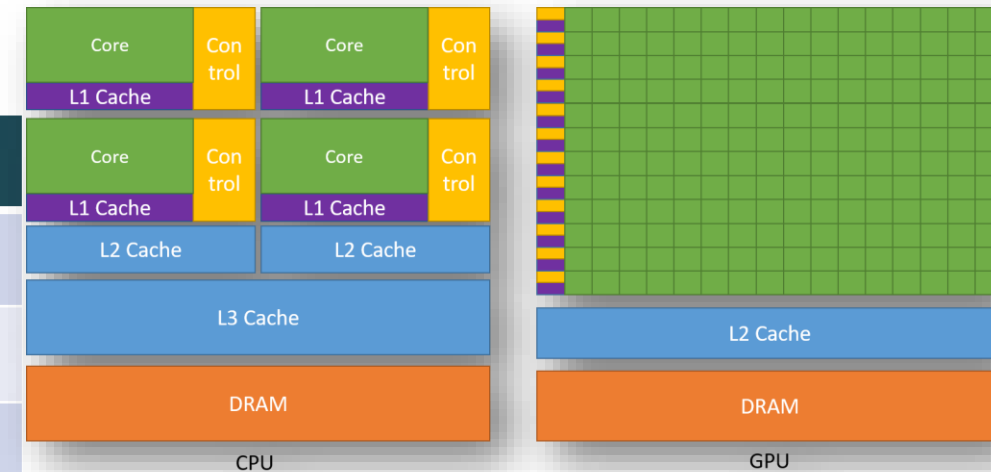 Core
Con
trol
Core
Con
trol
L1 Cache
L1 Cache
Core
Con
trol
Core
Con
trol
L1 Cache
L1 Cache
L2 Cache
L2 Cache
L3 Cache
L2 Cache
DRAM
DRAM
CPU
GPU